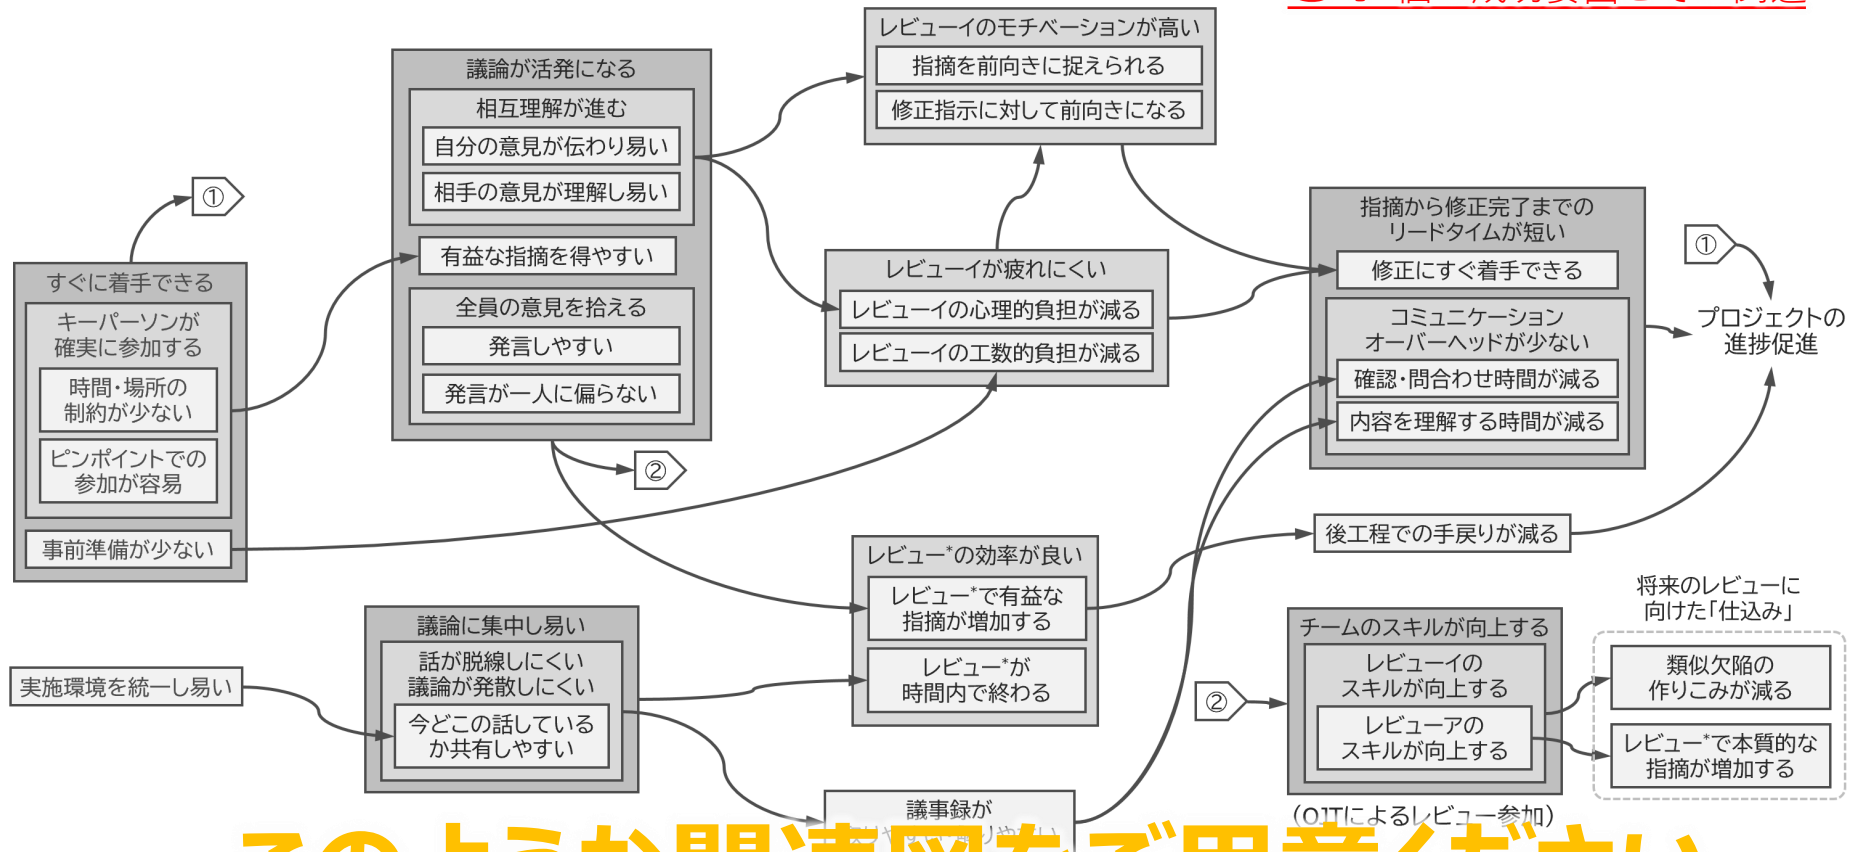 レビューイのモチベーションが高い
指摘を前向きに捉えられる
修正指示に対して前向きになる
議論が活発になる
相互理解が進む
自分の意見が伝わり易い
相手の意見が理解し易い
有益な指摘を得やすい
全員の意見を拾える
発言しやすい
発言が一人に偏らない
①
②
すぐに着手できる
キーパーソンが
確実に参加する
時間・場所の
制約が少ない
ピンポイントでの
参加が容易
事前準備が少ない
レビューイが疲れにくい
レビューイの心理的負担が減る
レビューイの工数的負担が減る
指摘から修正完了までの
リードタイムが短い
修正にすぐ着手できる
コミュニケーション
オーバーヘッドが少ない
確認・問合わせ時間が減る
内容を理解する時間が減る
①
プロジェクトの
進捗促進
後工程での手戻りが減る
レビュー*の効率が良い
レビュー*で有益な
指摘が増加する
レビュー*が
時間内で終わる
議論に集中し易い
話が脱線しにくい
議論が発散しにくい
今どこの話している
か共有しやすい
実施環境を統一し易い
議事録が
②
チームのスキルが向上する
レビューイの
スキルが向上する
レビューアの
スキルが向上する
(OJTによるレビュー参加)
将来のレビューに
向けた「仕込み」
類似欠陥の
作りこみが減る
レビュー*で本質的な
指摘が増加する
このような関連図をご用意ください